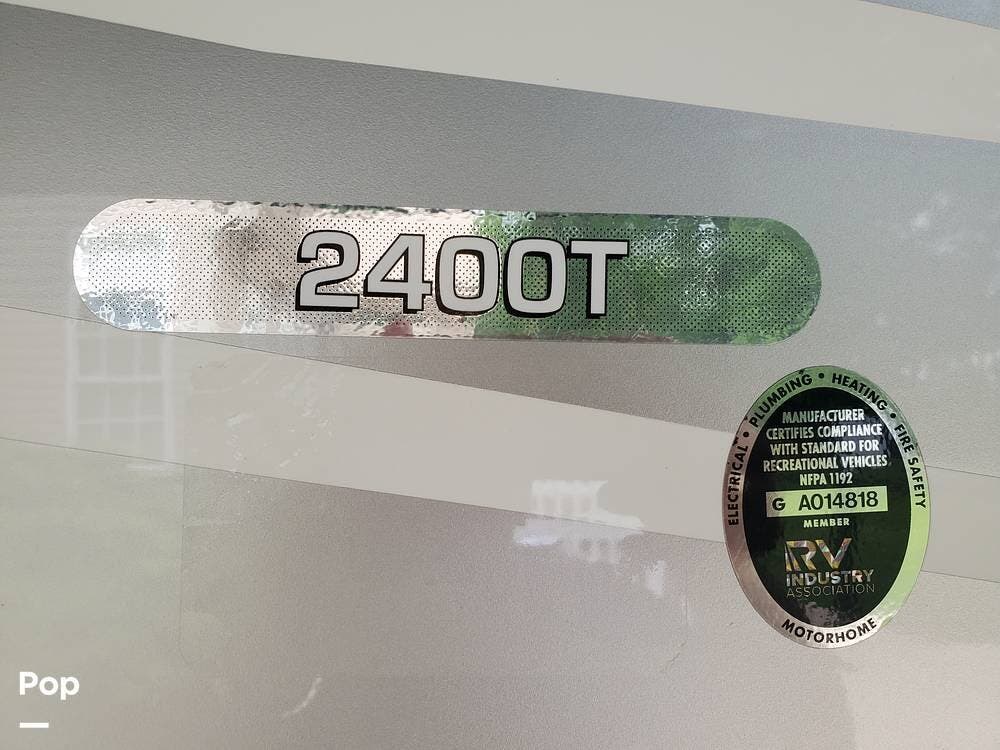 2400T
ELECTRICAL • PLUMBING • HEATING • FIRE SAFETY
MANUFACTURER
CERTIFIES COMPLIANCE
WITH STANDARD FOR
RECREATIONAL VEHICLES
NFPA 1192
G A014818
MEMBER
RV
INDUSTRY
ASSOCIATION
MOTORHOME
Pop